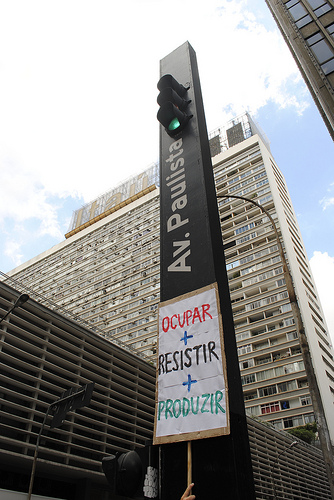 Av. Paulista
OCUPAR
+
RESISTIR
+
PRODUZIR